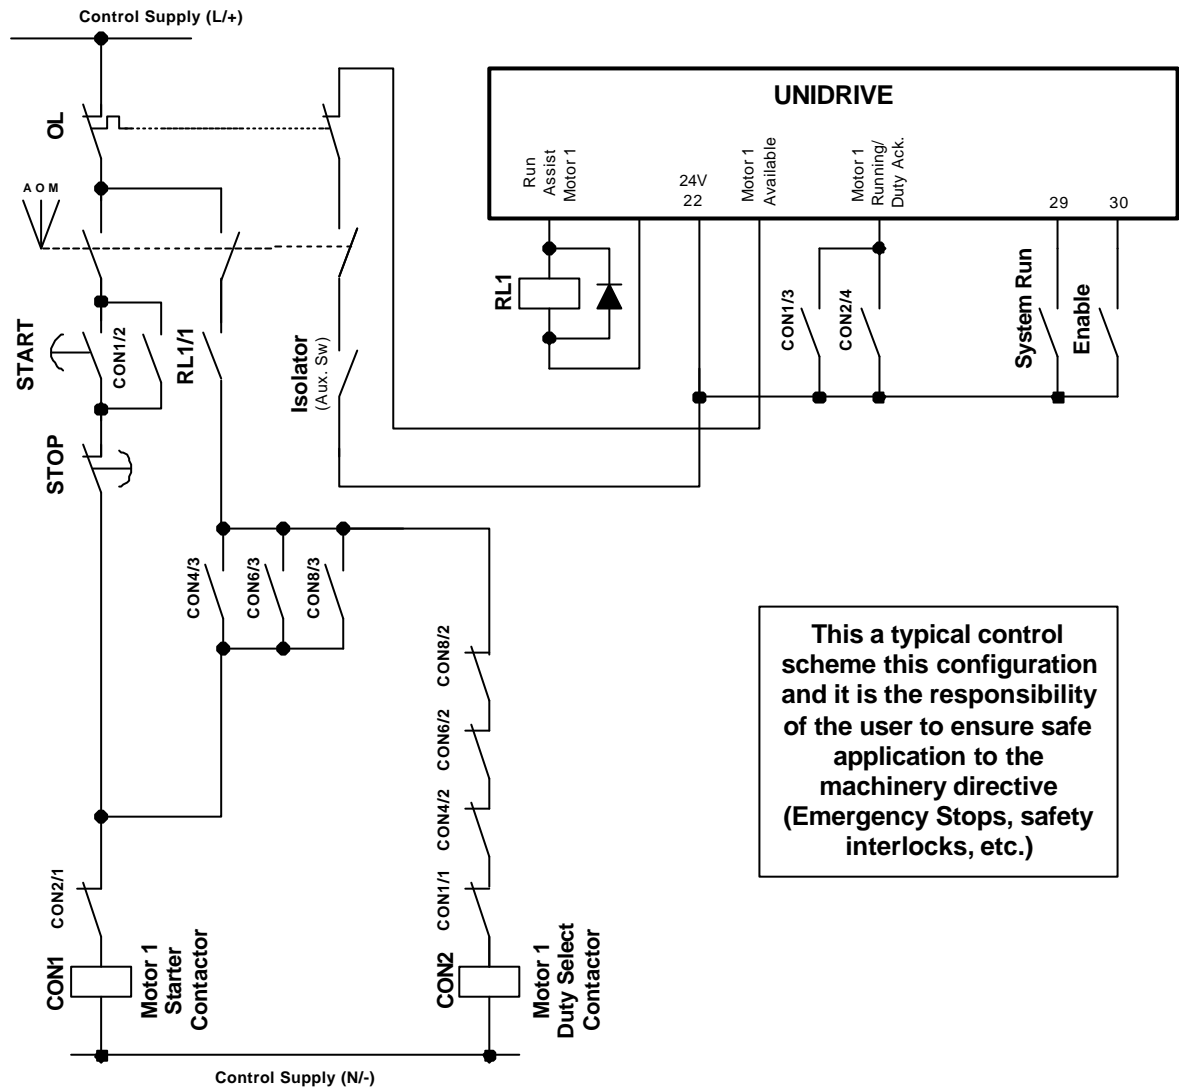 Control Supply (L/+)
UNIDRIVE
OL
A O M
Run
Assist
Motor 1
24V
22
Motor 1
Available
Motor 1
Running/
Duty Ack.
29
30
RL1
CON1/3
CON2/4
System Run
Enable
START
CON1/2
RL1/1
Isolator
(Aux. Sw)
STOP
CON4/3
CON6/3
CON8/3
CON8/2
CON6/2
CON4/2
CON1/1
This a typical control
scheme this configuration
and it is the responsibility
of the user to ensure safe
application to the
machinery directive
(Emergency Stops, safety
interlocks, etc.)
CON2/1
CON1
Motor 1
Starter
Contactor
CON2
Motor 1
Duty Select
Contactor
Control Supply (N/-)